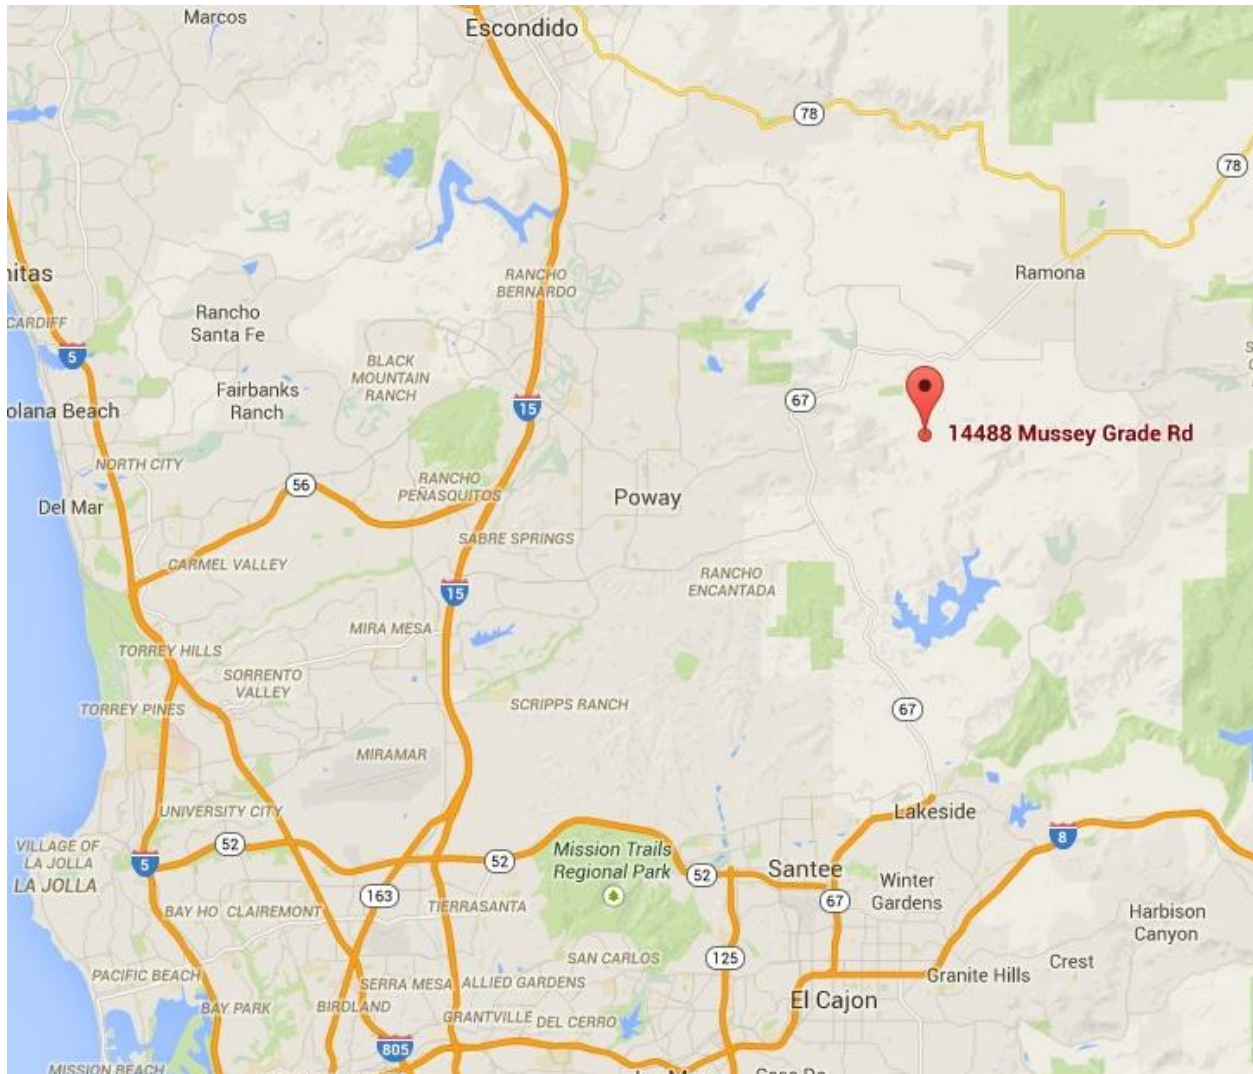 Marcos
Escondido
78
78
nitas
RANCHO
BERNARDO
Ramona
CARDIFF
Rancho
Santa Fe
5
BLACK
MOUNTAIN
RANCH
Fairbanks
Ranch
olana Beach
15
67
14488 Mussey Grade Rd
NORTH CITY
56
RANCHO
PEÑASQUITOS
Poway
Del Mar
SABRE SPRINGS
CARMEL VALLEY
RANCHO
ENCANTADA
15
MIRA MESA
TORREY HILLS
SORRENTO
VALLEY
TORREY PINES
SCRIPPS RANCH
67
MIRAMAR
UNIVERSITY CITY
Lakeside
8
VILLAGE OF
LA JOLLA
LA JOLLA
5
52
52
Mission Trails
Regional Park
52
Santee
163
67
Winter
Gardens
BAY HO
CLAIREMONT
TIERRASANTA
Harbison
Canyon
125
SAN CARLOS
PACIFIC BEACH
SERRA MESA
ALLIED GARDENS
Granite Hills
Crest
BAY PARK
BIRDLAND
GRANTVILLE
DEL CERRO
El Cajon
805
MISSION BEACH